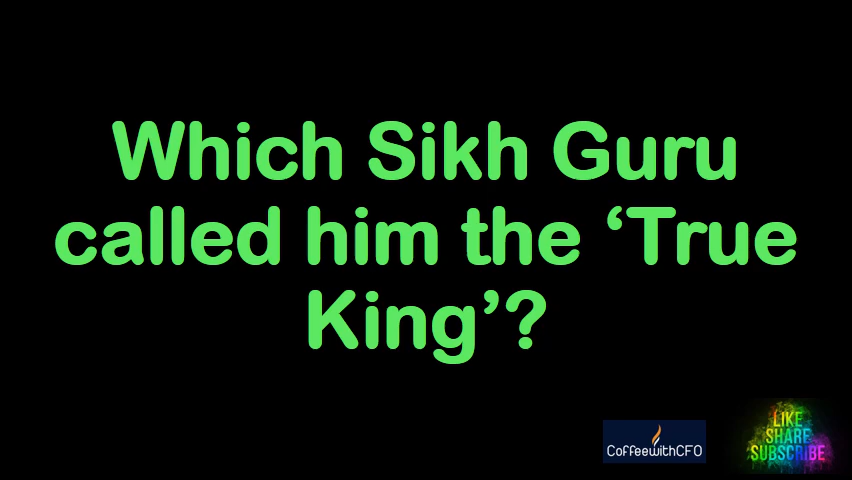 Which Sikh Guru
called him the ‘True
King’?
CoffeewithCFO
LIKE
SHARE
SUBSCRIBE